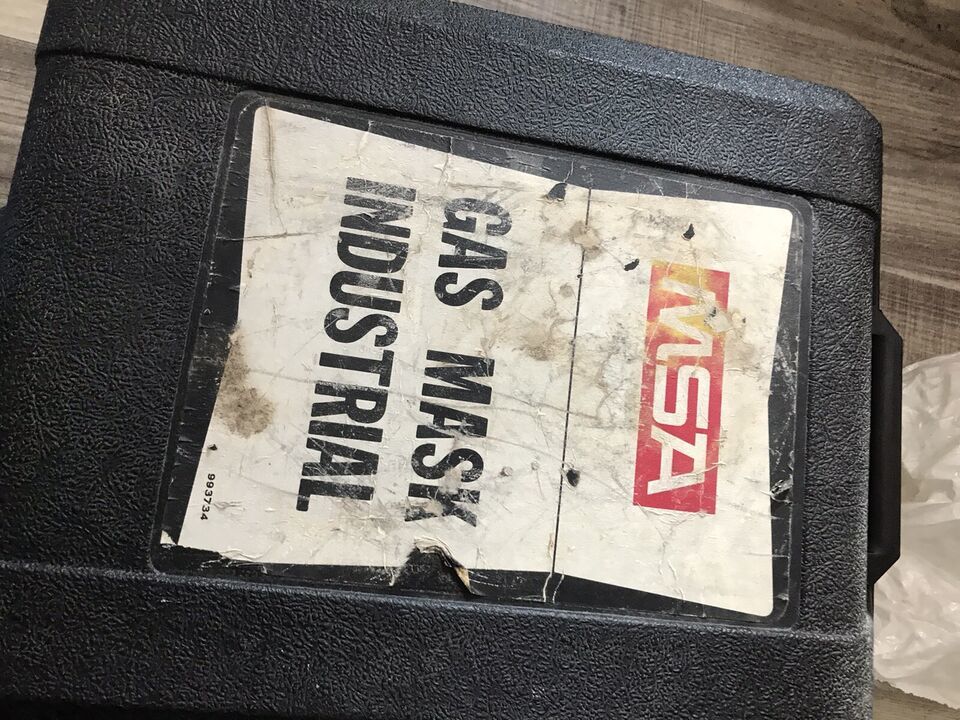 MSA
GAS MASK
INDUSTRIAL
993734